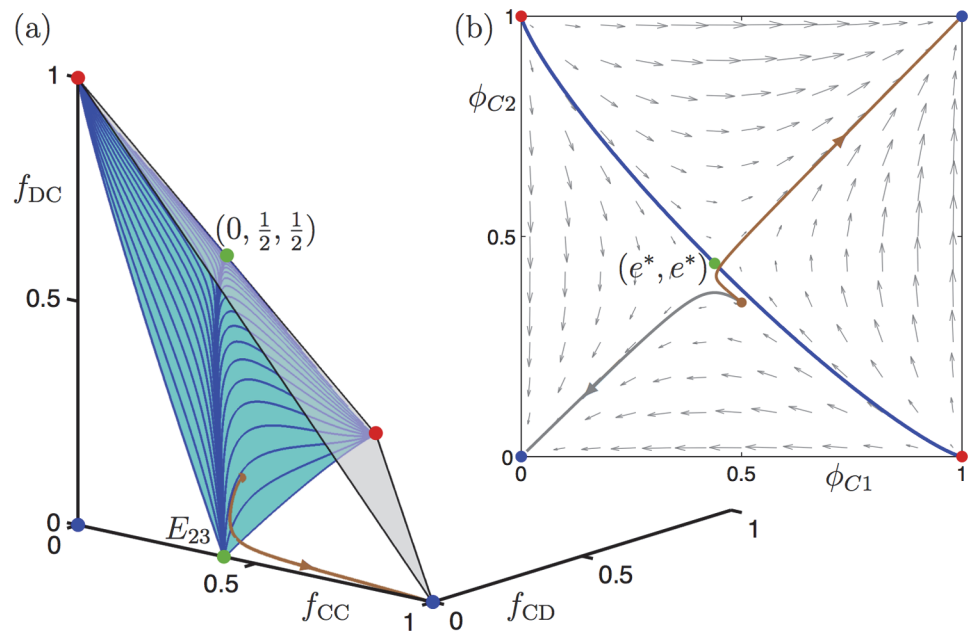 (a)
1
f_DC
(0, 1/2, 1/2)
0.5
0
0
E_23
0.5
f_CC
1
0
f_CD
0.5
1
(b)
1
ϕ_C2
0.5
(e*, e*)
0
0
0.5
ϕ_C1
1